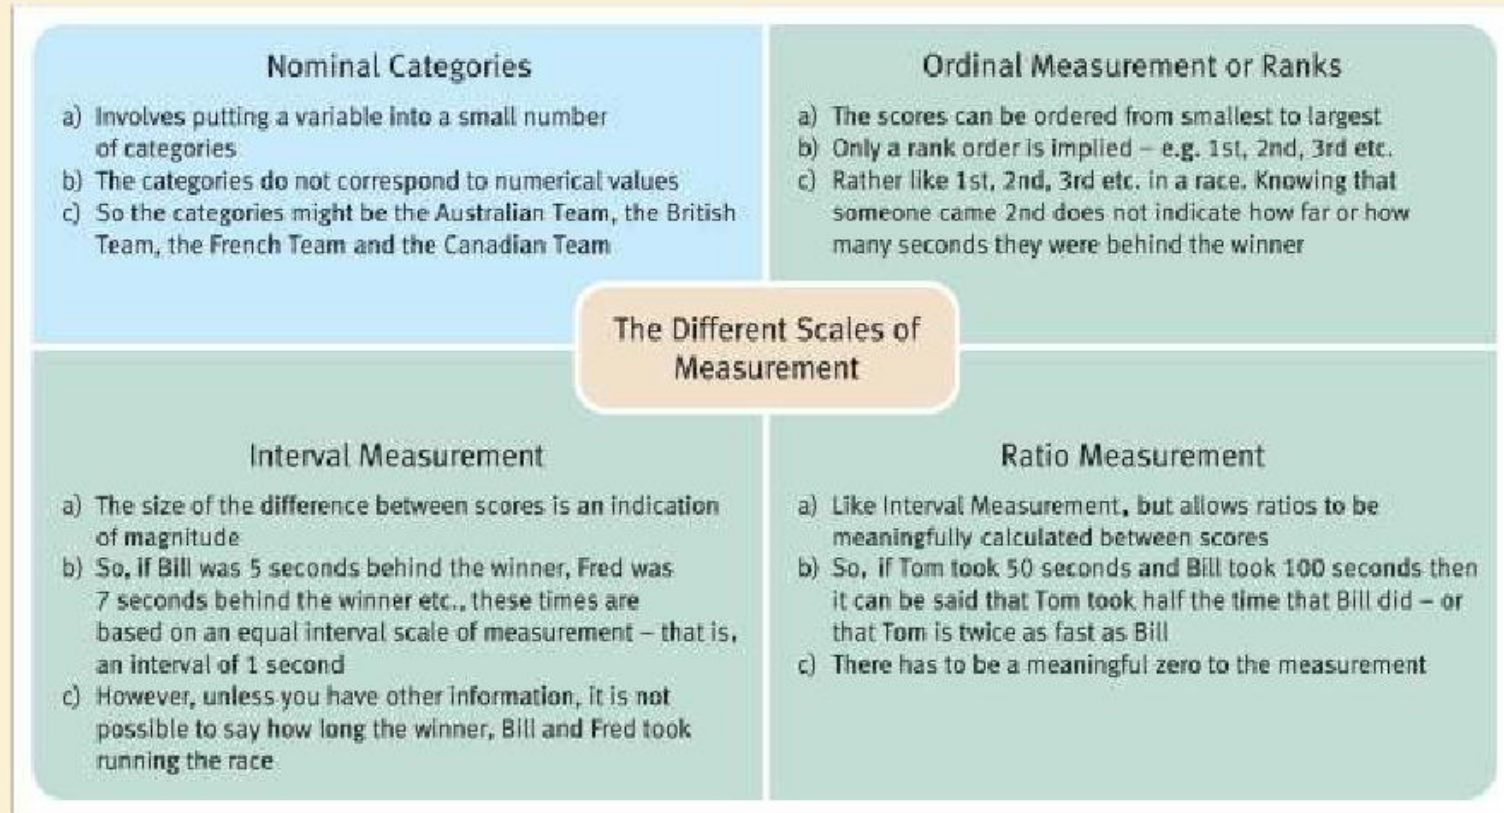 Nominal Categories
a) Involves putting a variable into a small number
of categories
b) The categories do not correspond to numerical values
c) So the categories might be the Australian Team, the British
Team, the French Team and the Canadian Team
Ordinal Measurement or Ranks
a) The scores can be ordered from smallest to largest
b) Only a rank order is implied – e.g. 1st, 2nd, 3rd etc.
c) Rather like 1st, 2nd, 3rd etc. in a race. Knowing that
someone came 2nd does not indicate how far or how
many seconds they were behind the winner
The Different Scales of
Measurement
Interval Measurement
a) The size of the difference between scores is an indication
of magnitude
b) So, if Bill was 5 seconds behind the winner, Fred was
7 seconds behind the winner etc., these times are
based on an equal interval scale of measurement – that is,
an interval of 1 second
c) However, unless you have other information, it is not
possible to say how long the winner, Bill and Fred took
running the race
Ratio Measurement
a) Like Interval Measurement, but allows ratios to be
meaningfully calculated between scores
b) So, if Tom took 50 seconds and Bill took 100 seconds then
it can be said that Tom took half the time that Bill did – or
that Tom is twice as fast as Bill
c) There has to be a meaningful zero to the measurement